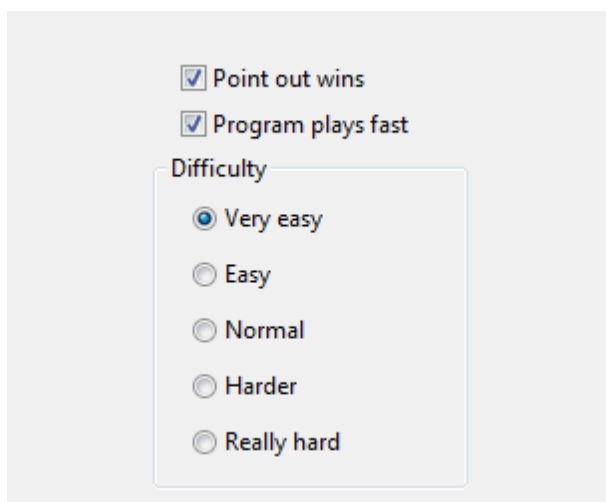 Point out wins
Program plays fast
Difficulty
Very easy
Easy
Normal
Harder
Really hard